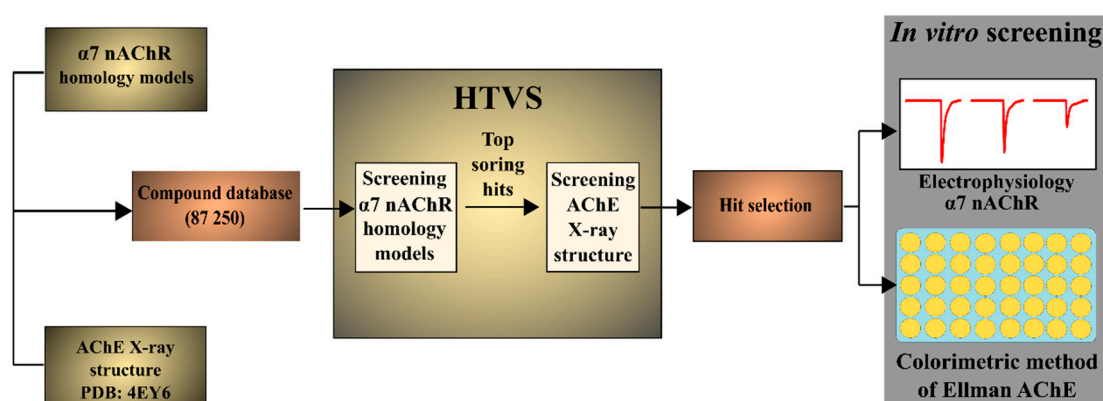 α7 nAChR
homology models
Compound database
(87 250)
AChE X-ray
structure
PDB: 4EY6
HTVS
Screening
α7 nAChR
homology
models
Top
soring
hits
Screening
AChE
X-ray
structure
Hit selection
In vitro screening
Electrophysiology
α7 nAChR
Colorimetric method
of Ellman AChE